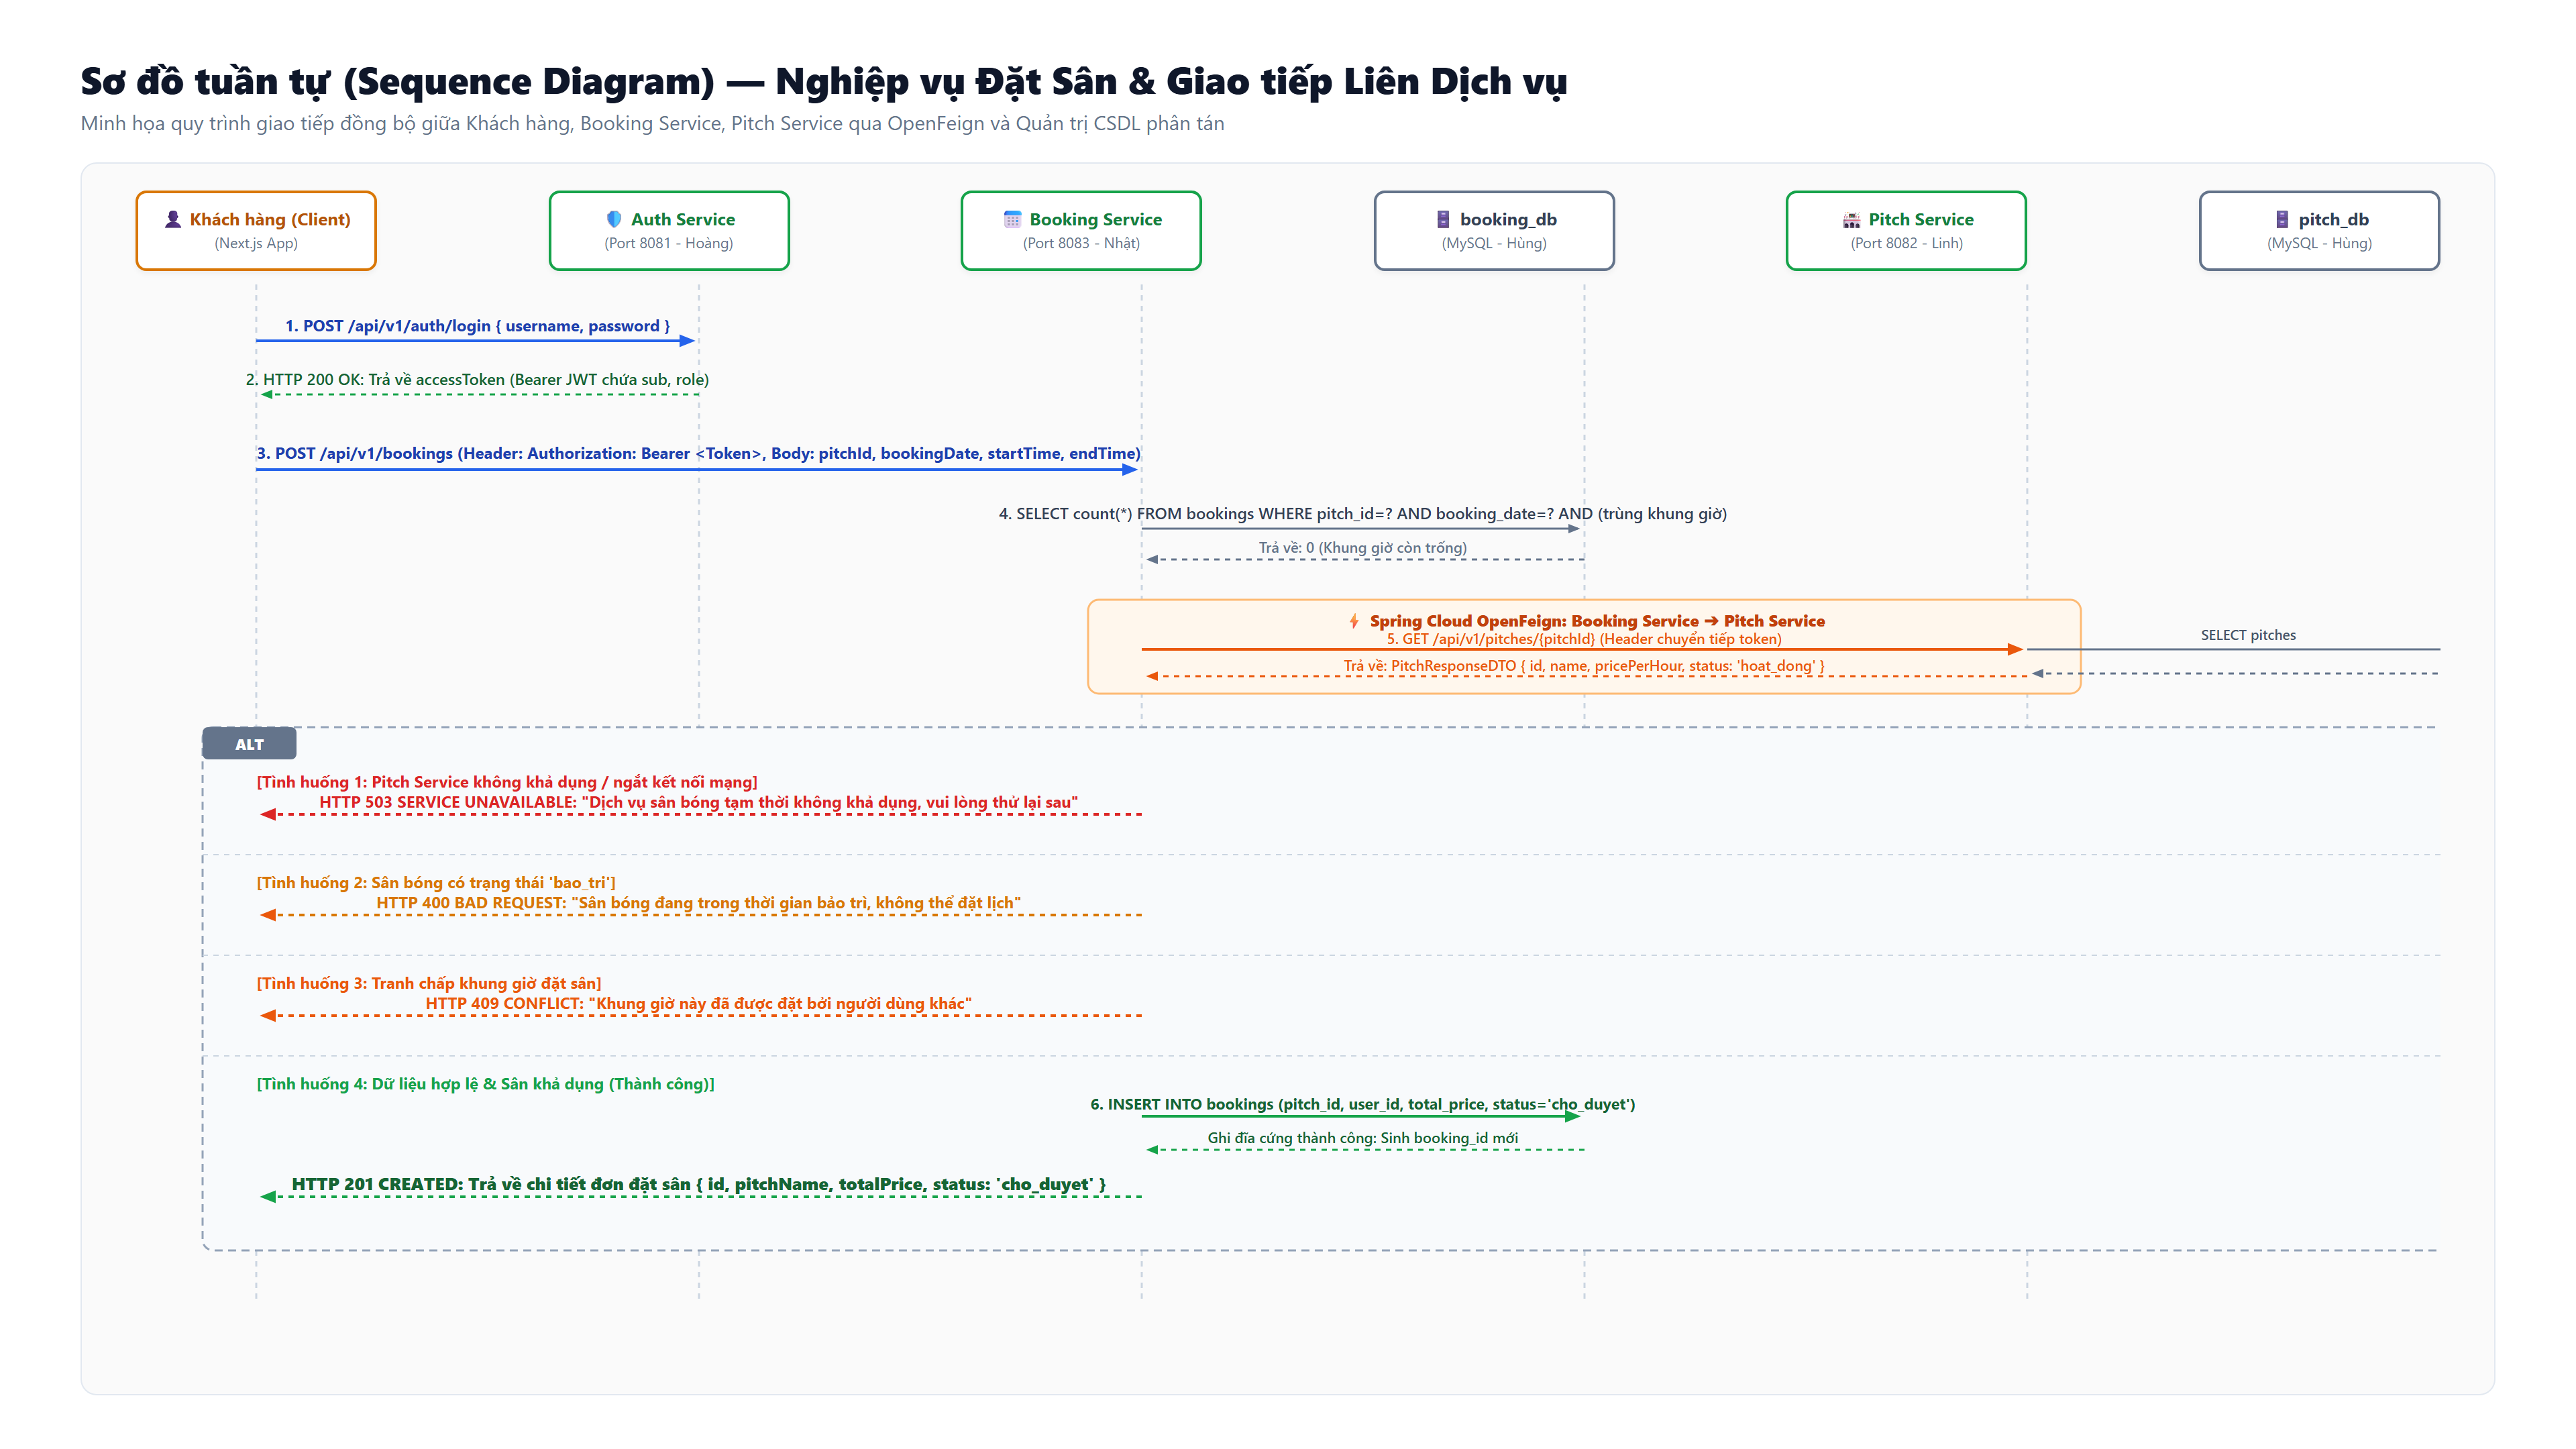 Sơ đồ tuần tự (Sequence Diagram) — Nghiệp vụ Đặt Sân & Giao tiếp Liên Dịch vụ
Minh họa quy trình giao tiếp đồng bộ giữa Khách hàng, Booking Service, Pitch Service qua OpenFeign và Quản trị CSDL phân tán
Khách hàng (Client)
(Next.js App)
Auth Service
(Port 8081 - Hoàng)
Booking Service
(Port 8083 - Nhật)
booking_db
(MySQL - Hùng)
Pitch Service
(Port 8082 - Linh)
pitch_db
(MySQL - Hùng)
1. POST /api/v1/auth/login { username, password }
2. HTTP 200 OK: Trả về accessToken (Bearer JWT chứa sub, role)
3. POST /api/v1/bookings (Header: Authorization: Bearer <Token>, Body: pitchId, bookingDate, startTime, endTime)
4. SELECT count(*) FROM bookings WHERE pitch_id=? AND booking_date=? AND (trùng khung giờ)
Trả về: 0 (Khung giờ còn trống)
Spring Cloud OpenFeign: Booking Service ➔ Pitch Service
5. GET /api/v1/pitches/{pitchId} (Header chuyển tiếp token)
SELECT pitches
Trả về: PitchResponseDTO { id, name, pricePerHour, status: 'hoat_dong' }
ALT
[Tình huống 1: Pitch Service không khả dụng / ngắt kết nối mạng]
HTTP 503 SERVICE UNAVAILABLE: "Dịch vụ sân bóng tạm thời không khả dụng, vui lòng thử lại sau"
[Tình huống 2: Sân bóng có trạng thái 'bao_tri']
HTTP 400 BAD REQUEST: "Sân bóng đang trong thời gian bảo trì, không thể đặt lịch"
[Tình huống 3: Tranh chấp khung giờ đặt sân]
HTTP 409 CONFLICT: "Khung giờ này đã được đặt bởi người dùng khác"
[Tình huống 4: Dữ liệu hợp lệ & Sân khả dụng (Thành công)]
6. INSERT INTO bookings (pitch_id, user_id, total_price, status='cho_duyet')
Ghi đĩa cứng thành công: Sinh booking_id mới
HTTP 201 CREATED: Trả về chi tiết đơn đặt sân { id, pitchName, totalPrice, status: 'cho_duyet' }